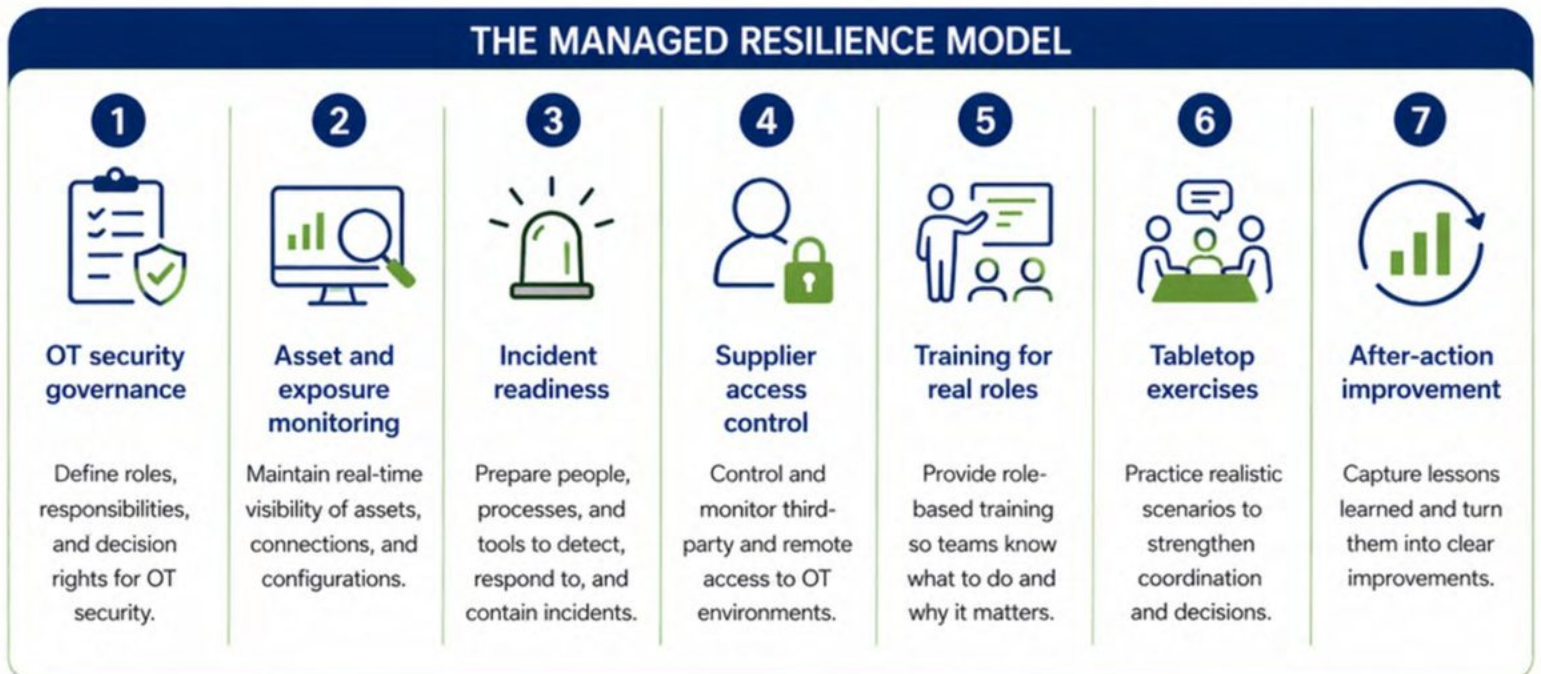 THE MANAGED RESILIENCE MODEL
1
OT security
governance
Define roles,
responsibilities,
and decision
rights for OT
security.
2
Asset and
exposure
monitoring
Maintain real-time
visibility of assets,
connections, and
configurations.
3
Incident
readiness
Prepare people,
processes, and
tools to detect,
respond to, and
contain incidents.
4
Supplier
access
control
Control and
monitor third-
party and remote
access to OT
environments.
5
Training for
real roles
Provide role-
based training
so teams know
what to do and
why it matters.
6
Tabletop
exercises
Practice realistic
scenarios to
strengthen
coordination
and decisions.
7
After-action
improvement
Capture lessons
learned and turn
them into clear
improvements.